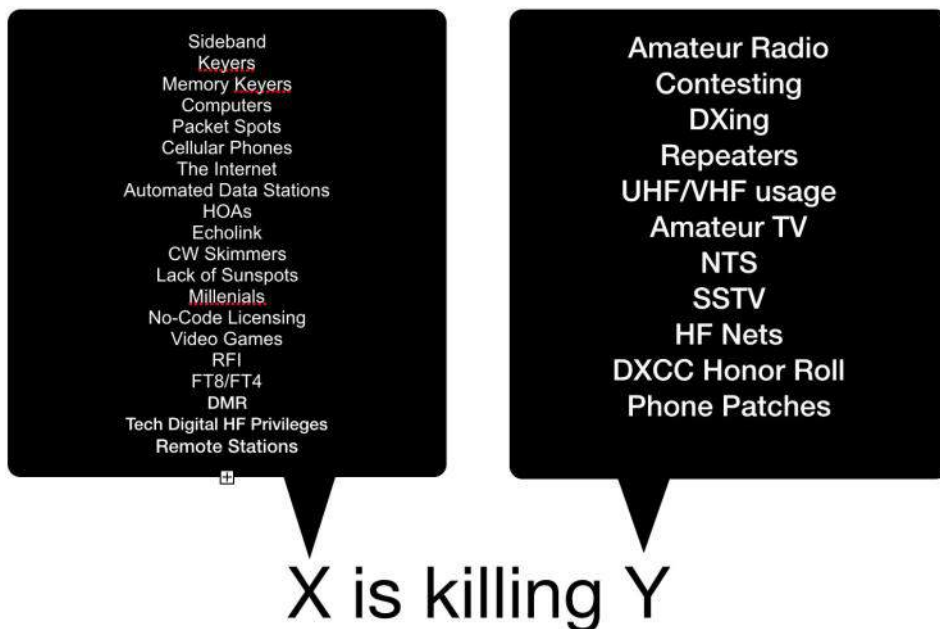 Sideband
Keyers
Memory Keyers
Computers
Packet Spots
Cellular Phones
The Internet
Automated Data Stations
HOAs
Echolink
CW Skimmers
Lack of Sunspots
Millenials
No-Code Licensing
Video Games
RFI
FT8/FT4
DMR
Tech Digital HF Privileges
Remote Stations
Amateur Radio
Contesting
DXing
Repeaters
UHF/VHF usage
Amateur TV
NTS
SSTV
HF Nets
DXCC Honor Roll
Phone Patches
X is killing Y